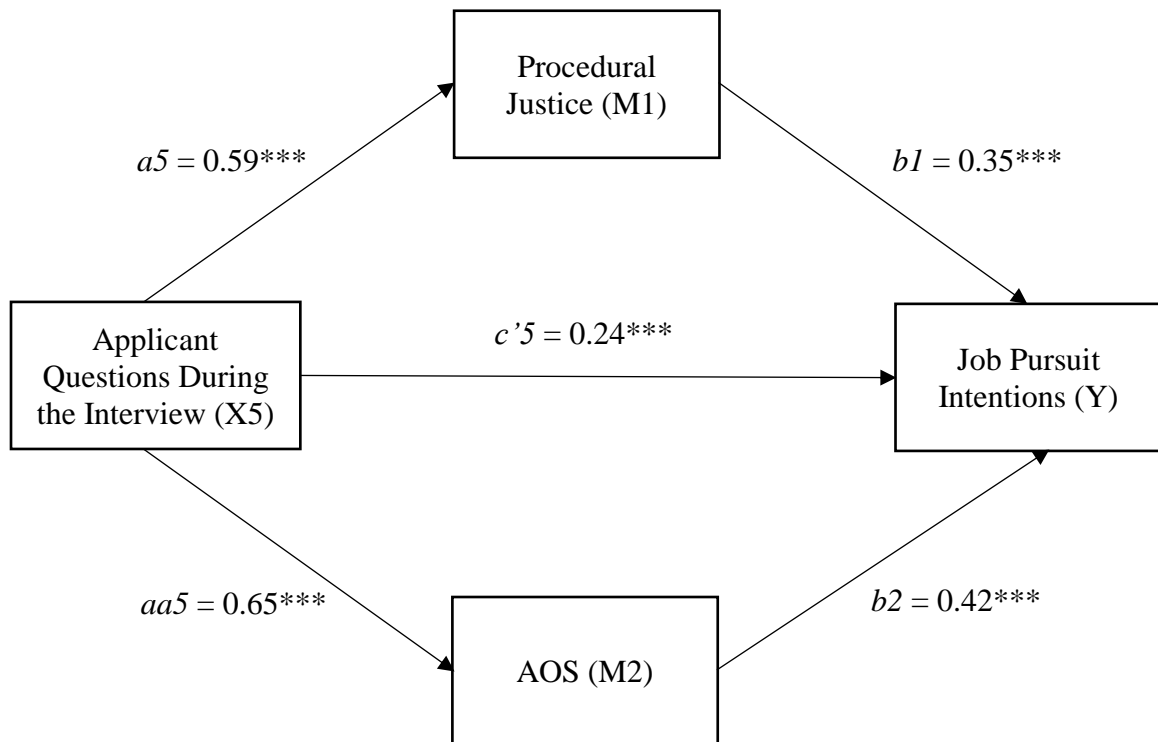 Procedural
Justice (M1)
a5 = 0.59***
b1 = 0.35***
Applicant
Questions During
the Interview (X5)
c’5 = 0.24***
Job Pursuit
Intentions (Y)
aa5 = 0.65***
b2 = 0.42***
AOS (M2)